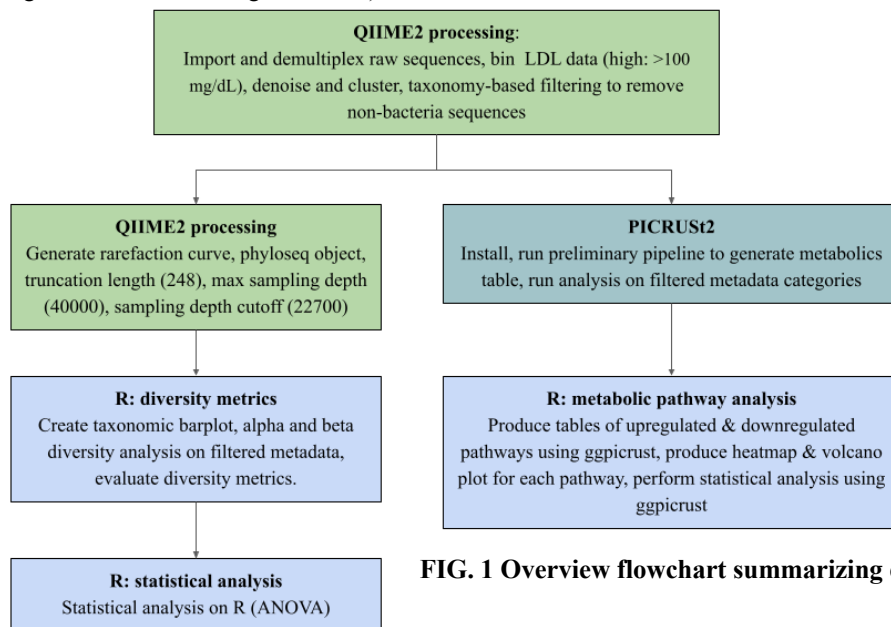 QIIME2 processing:
Import and demultiplex raw sequences, bin LDL data (high: >100
mg/dL), denoise and cluster, taxonomy-based filtering to remove
non-bacteria sequences
QIIME2 processing
Generate rarefaction curve, phyloseq object,
truncation length (248), max sampling depth
(40000), sampling depth cutoff (22700)
PICRUSt2
Install, run preliminary pipeline to generate metabolics
table, run analysis on filtered metadata categories
R: diversity metrics
Create taxonomic barplot, alpha and beta
diversity analysis on filtered metadata,
evaluate diversity metrics.
R: metabolic pathway analysis
Produce tables of upregulated & downregulated
pathways using ggpicrust, produce heatmap & volcano
plot for each pathway, perform statistical analysis using
ggpicrust
R: statistical analysis
Statistical analysis on R (ANOVA)
FIG. 1 Overview flowchart summarizing